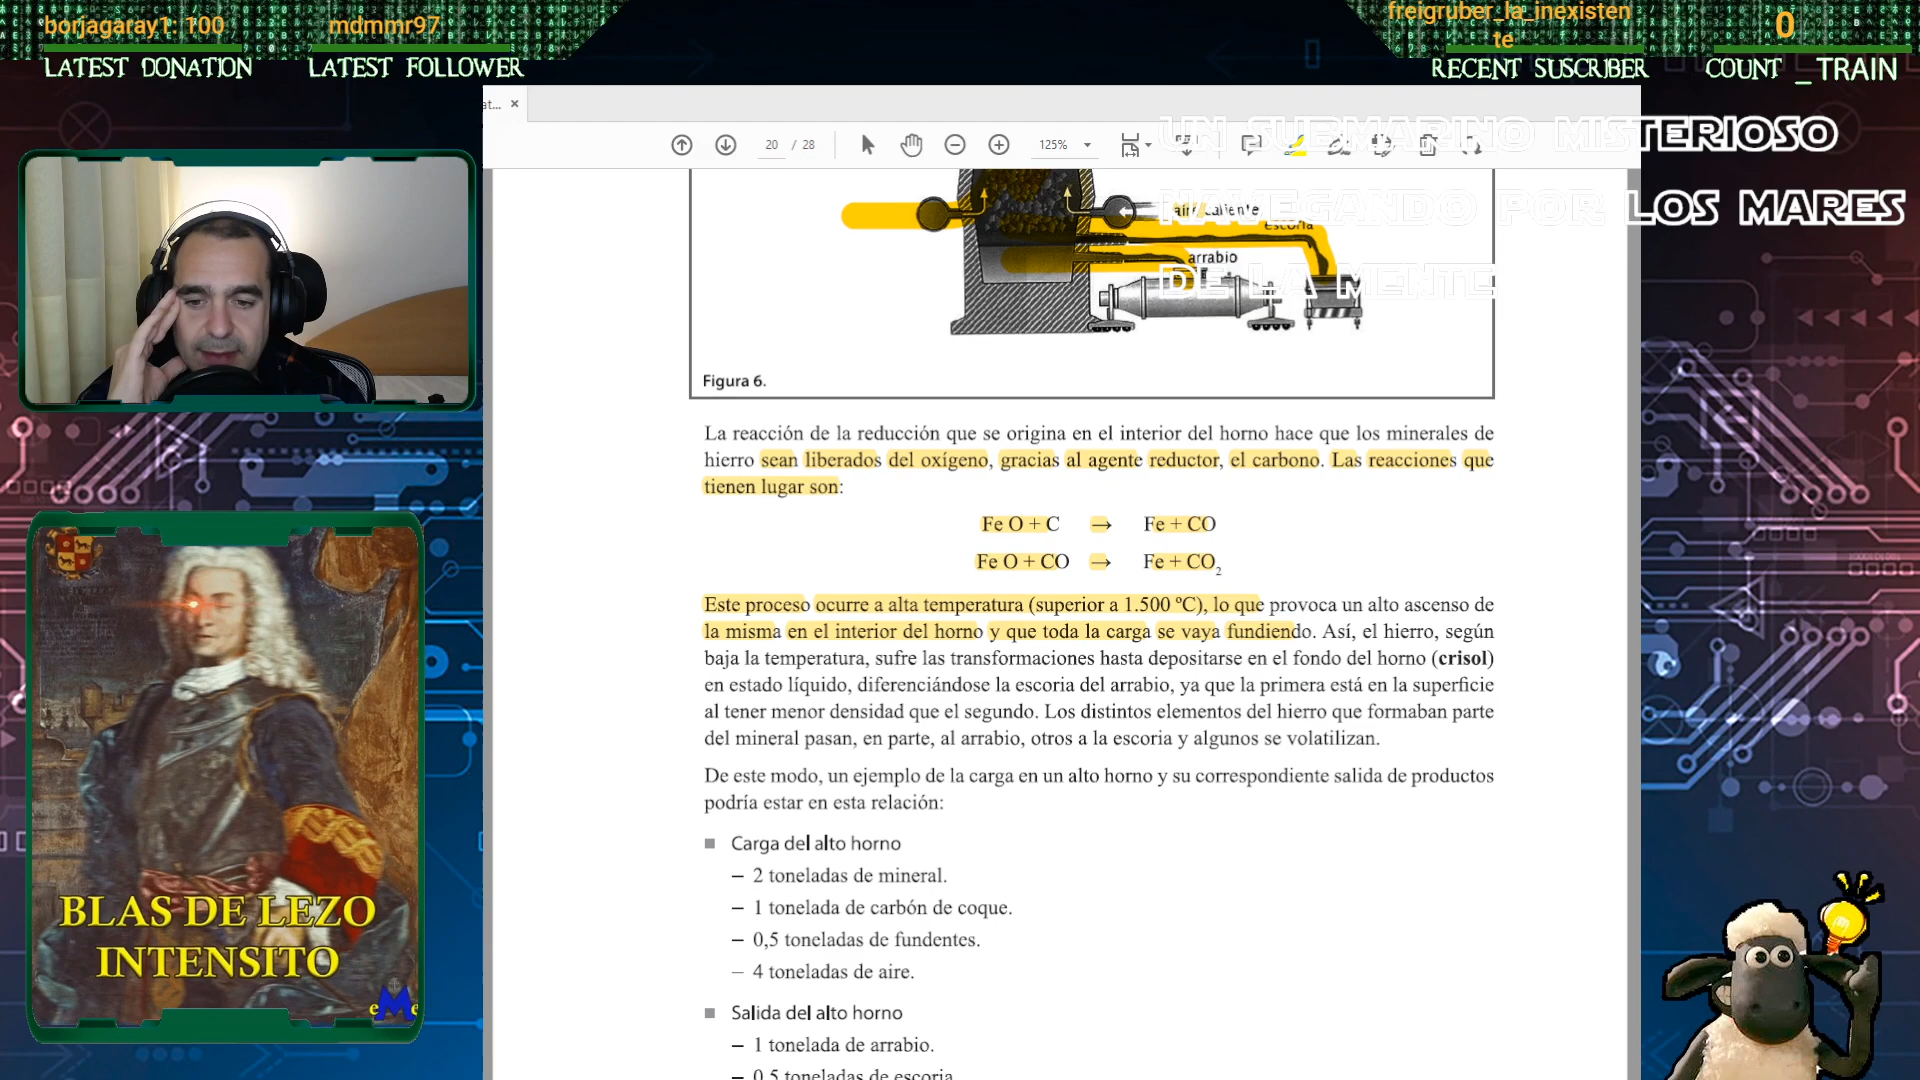 borjagaray1: 100
mdmmr97
freigruber_la_inexisten
te
0
LATEST DONATION
LATEST FOLLOWER
RECENT SUSCRIBER
COUNT _TRAIN
at... ×
20 / 28
125%
UN SUBMARINO MISTERIOSO
NAVEGANDO POR LOS MARES
DE LA MENTE
aire caliente
escoria
arrabio
Figura 6.
La reacción de la reducción que se origina en el interior del horno hace que los minerales de
hierro sean liberados del oxígeno, gracias al agente reductor, el carbono. Las reacciones que
tienen lugar son:
Fe O + C → Fe + CO
Fe O + CO → Fe + CO₂
Este proceso ocurre a alta temperatura (superior a 1.500 ºC), lo que provoca un alto ascenso de
la misma en el interior del horno y que toda la carga se vaya fundiendo. Así, el hierro, según
baja la temperatura, sufre las transformaciones hasta depositarse en el fondo del horno (crisol)
en estado líquido, diferenciándose la escoria del arrabio, ya que la primera está en la superficie
al tener menor densidad que el segundo. Los distintos elementos del hierro que formaban parte
del mineral pasan, en parte, al arrabio, otros a la escoria y algunos se volatilizan.
De este modo, un ejemplo de la carga en un alto horno y su correspondiente salida de productos
podría estar en esta relación:
■ Carga del alto horno
– 2 toneladas de mineral.
– 1 tonelada de carbón de coque.
– 0,5 toneladas de fundentes.
– 4 toneladas de aire.
■ Salida del alto horno
– 1 tonelada de arrabio.
– 0,5 toneladas de escoria.
BLAS DE LEZO
INTENSITO
eMe